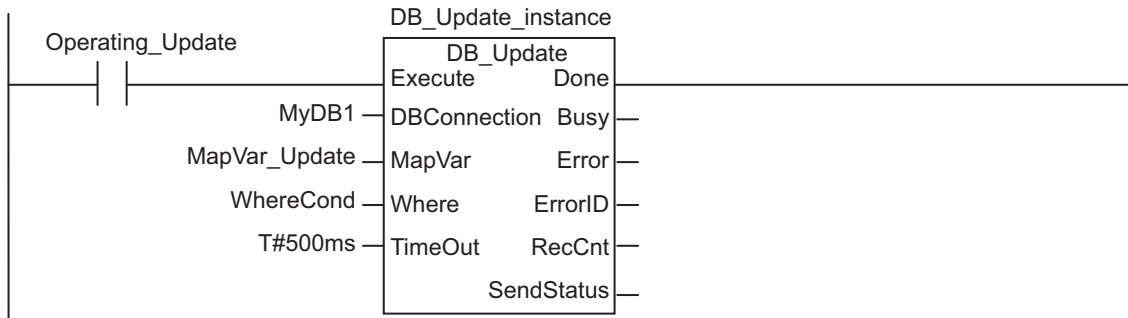 DB_Update_instance
Operating_Update
DB_Update
Execute Done
MyDB1 DBConnection Busy
MapVar_Update MapVar Error
WhereCond Where ErrorID
T#500ms TimeOut RecCnt
SendStatus